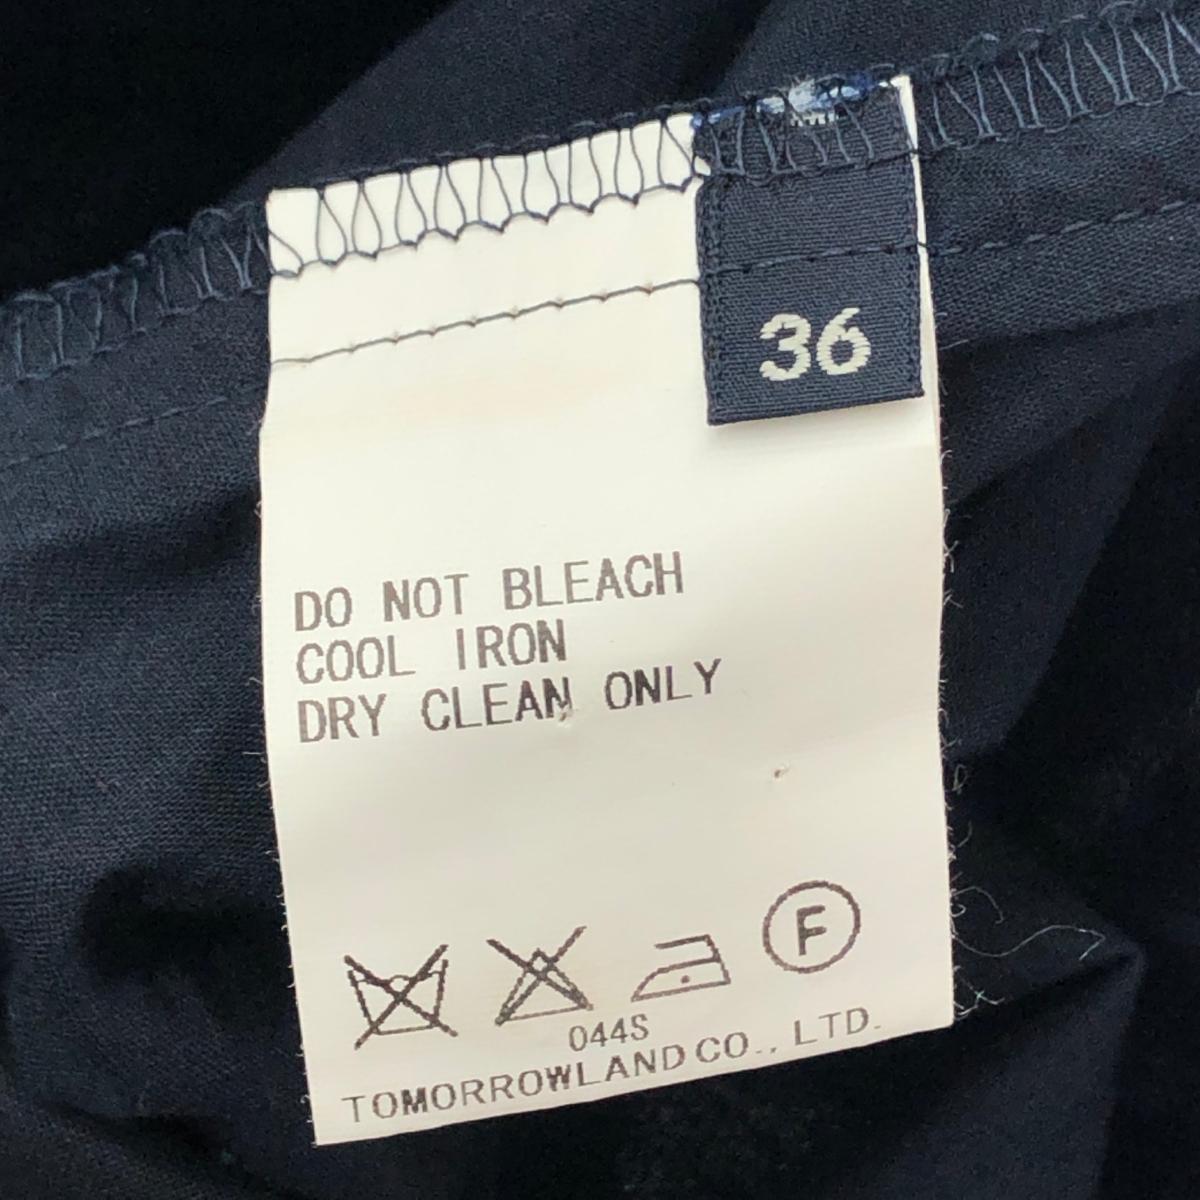 36
DO NOT BLEACH
COOL IRON
DRY CLEAN ONLY
F
044S
TOMORROWLAND CO., LTD.